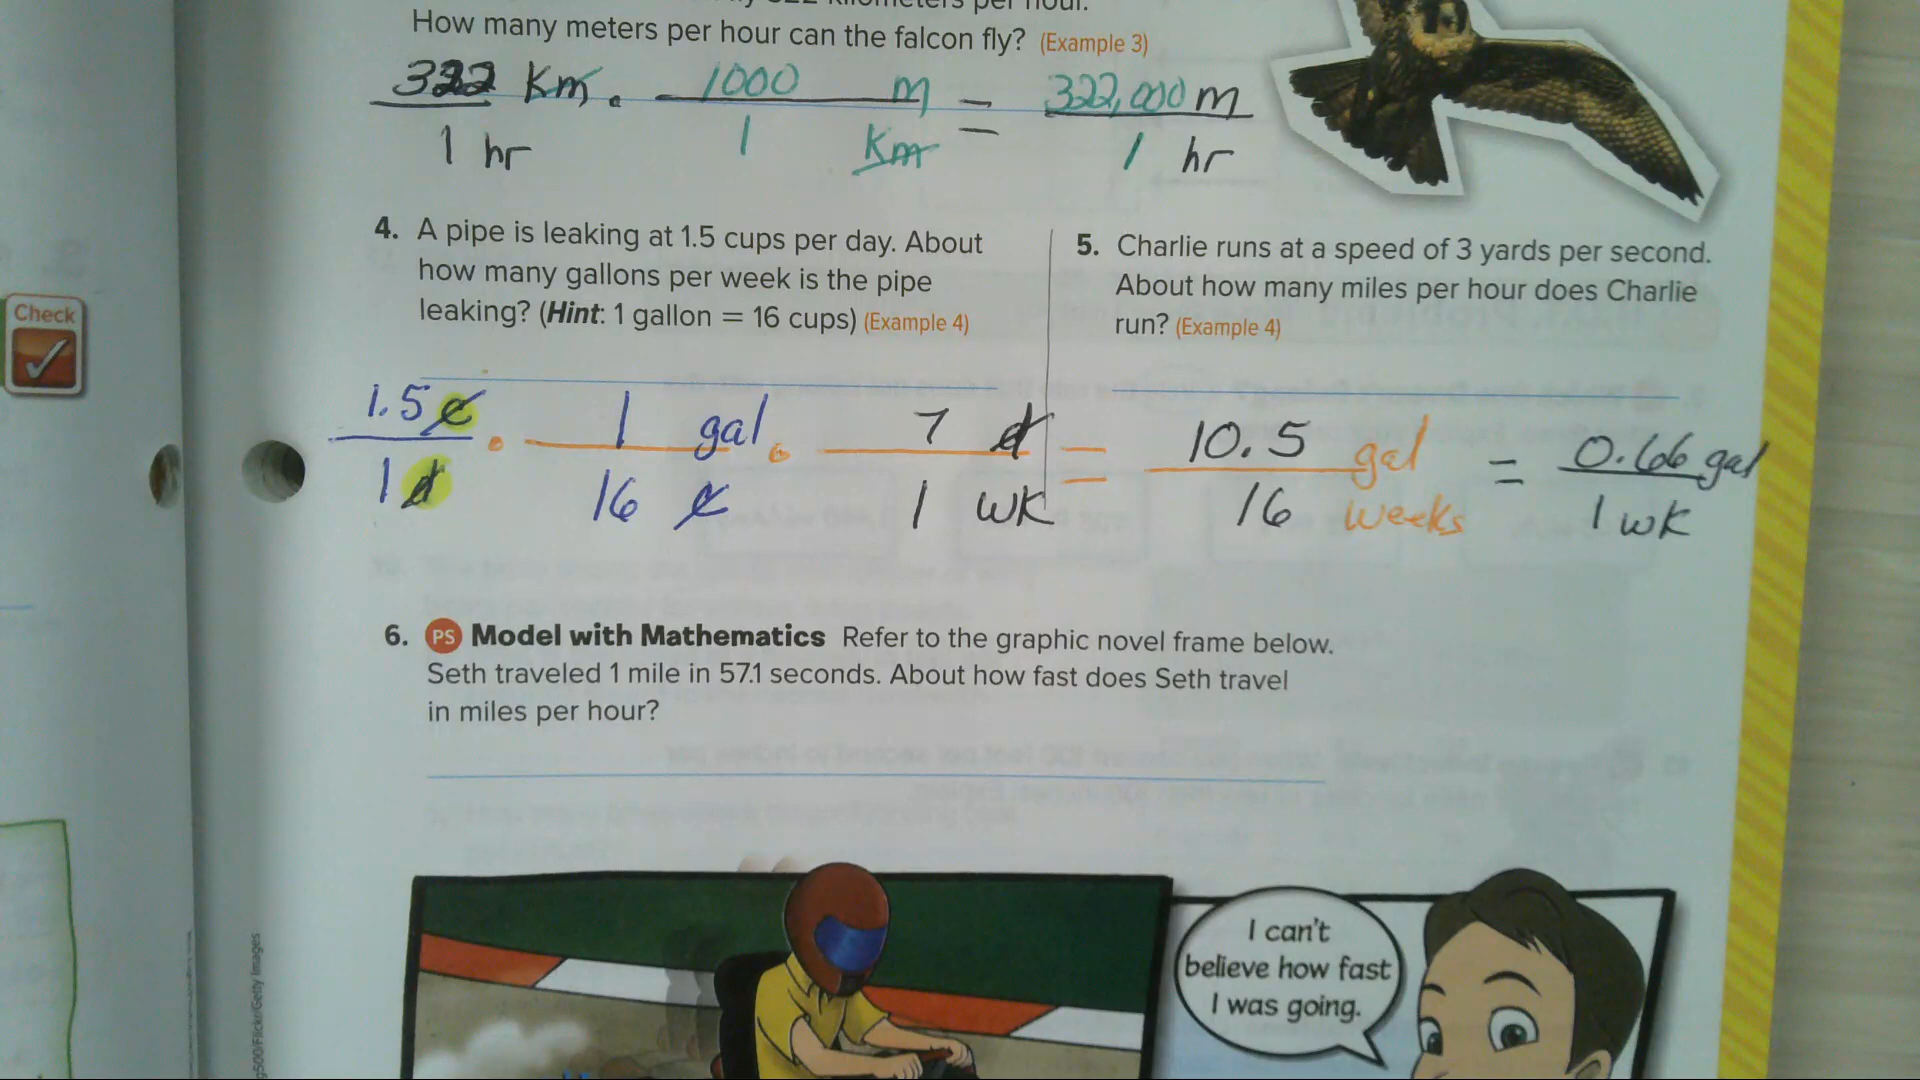 How many meters per hour can the falcon fly? (Example 3)
322 Km . 1000 m = 322,000 m
1 hr 1 Km 1 hr
4. A pipe is leaking at 1.5 cups per day. About
how many gallons per week is the pipe
leaking? (Hint: 1 gallon = 16 cups) (Example 4)
5. Charlie runs at a speed of 3 yards per second.
About how many miles per hour does Charlie
run? (Example 4)
Check
1.5 c . 1 gal . 7 d = 10.5 gal = 0.66 gal
1 d 16 c 1 wk 16 weeks 1 wk
6. PS Model with Mathematics Refer to the graphic novel frame below.
Seth traveled 1 mile in 57.1 seconds. About how fast does Seth travel
in miles per hour?
I can't
believe how fast
I was going.